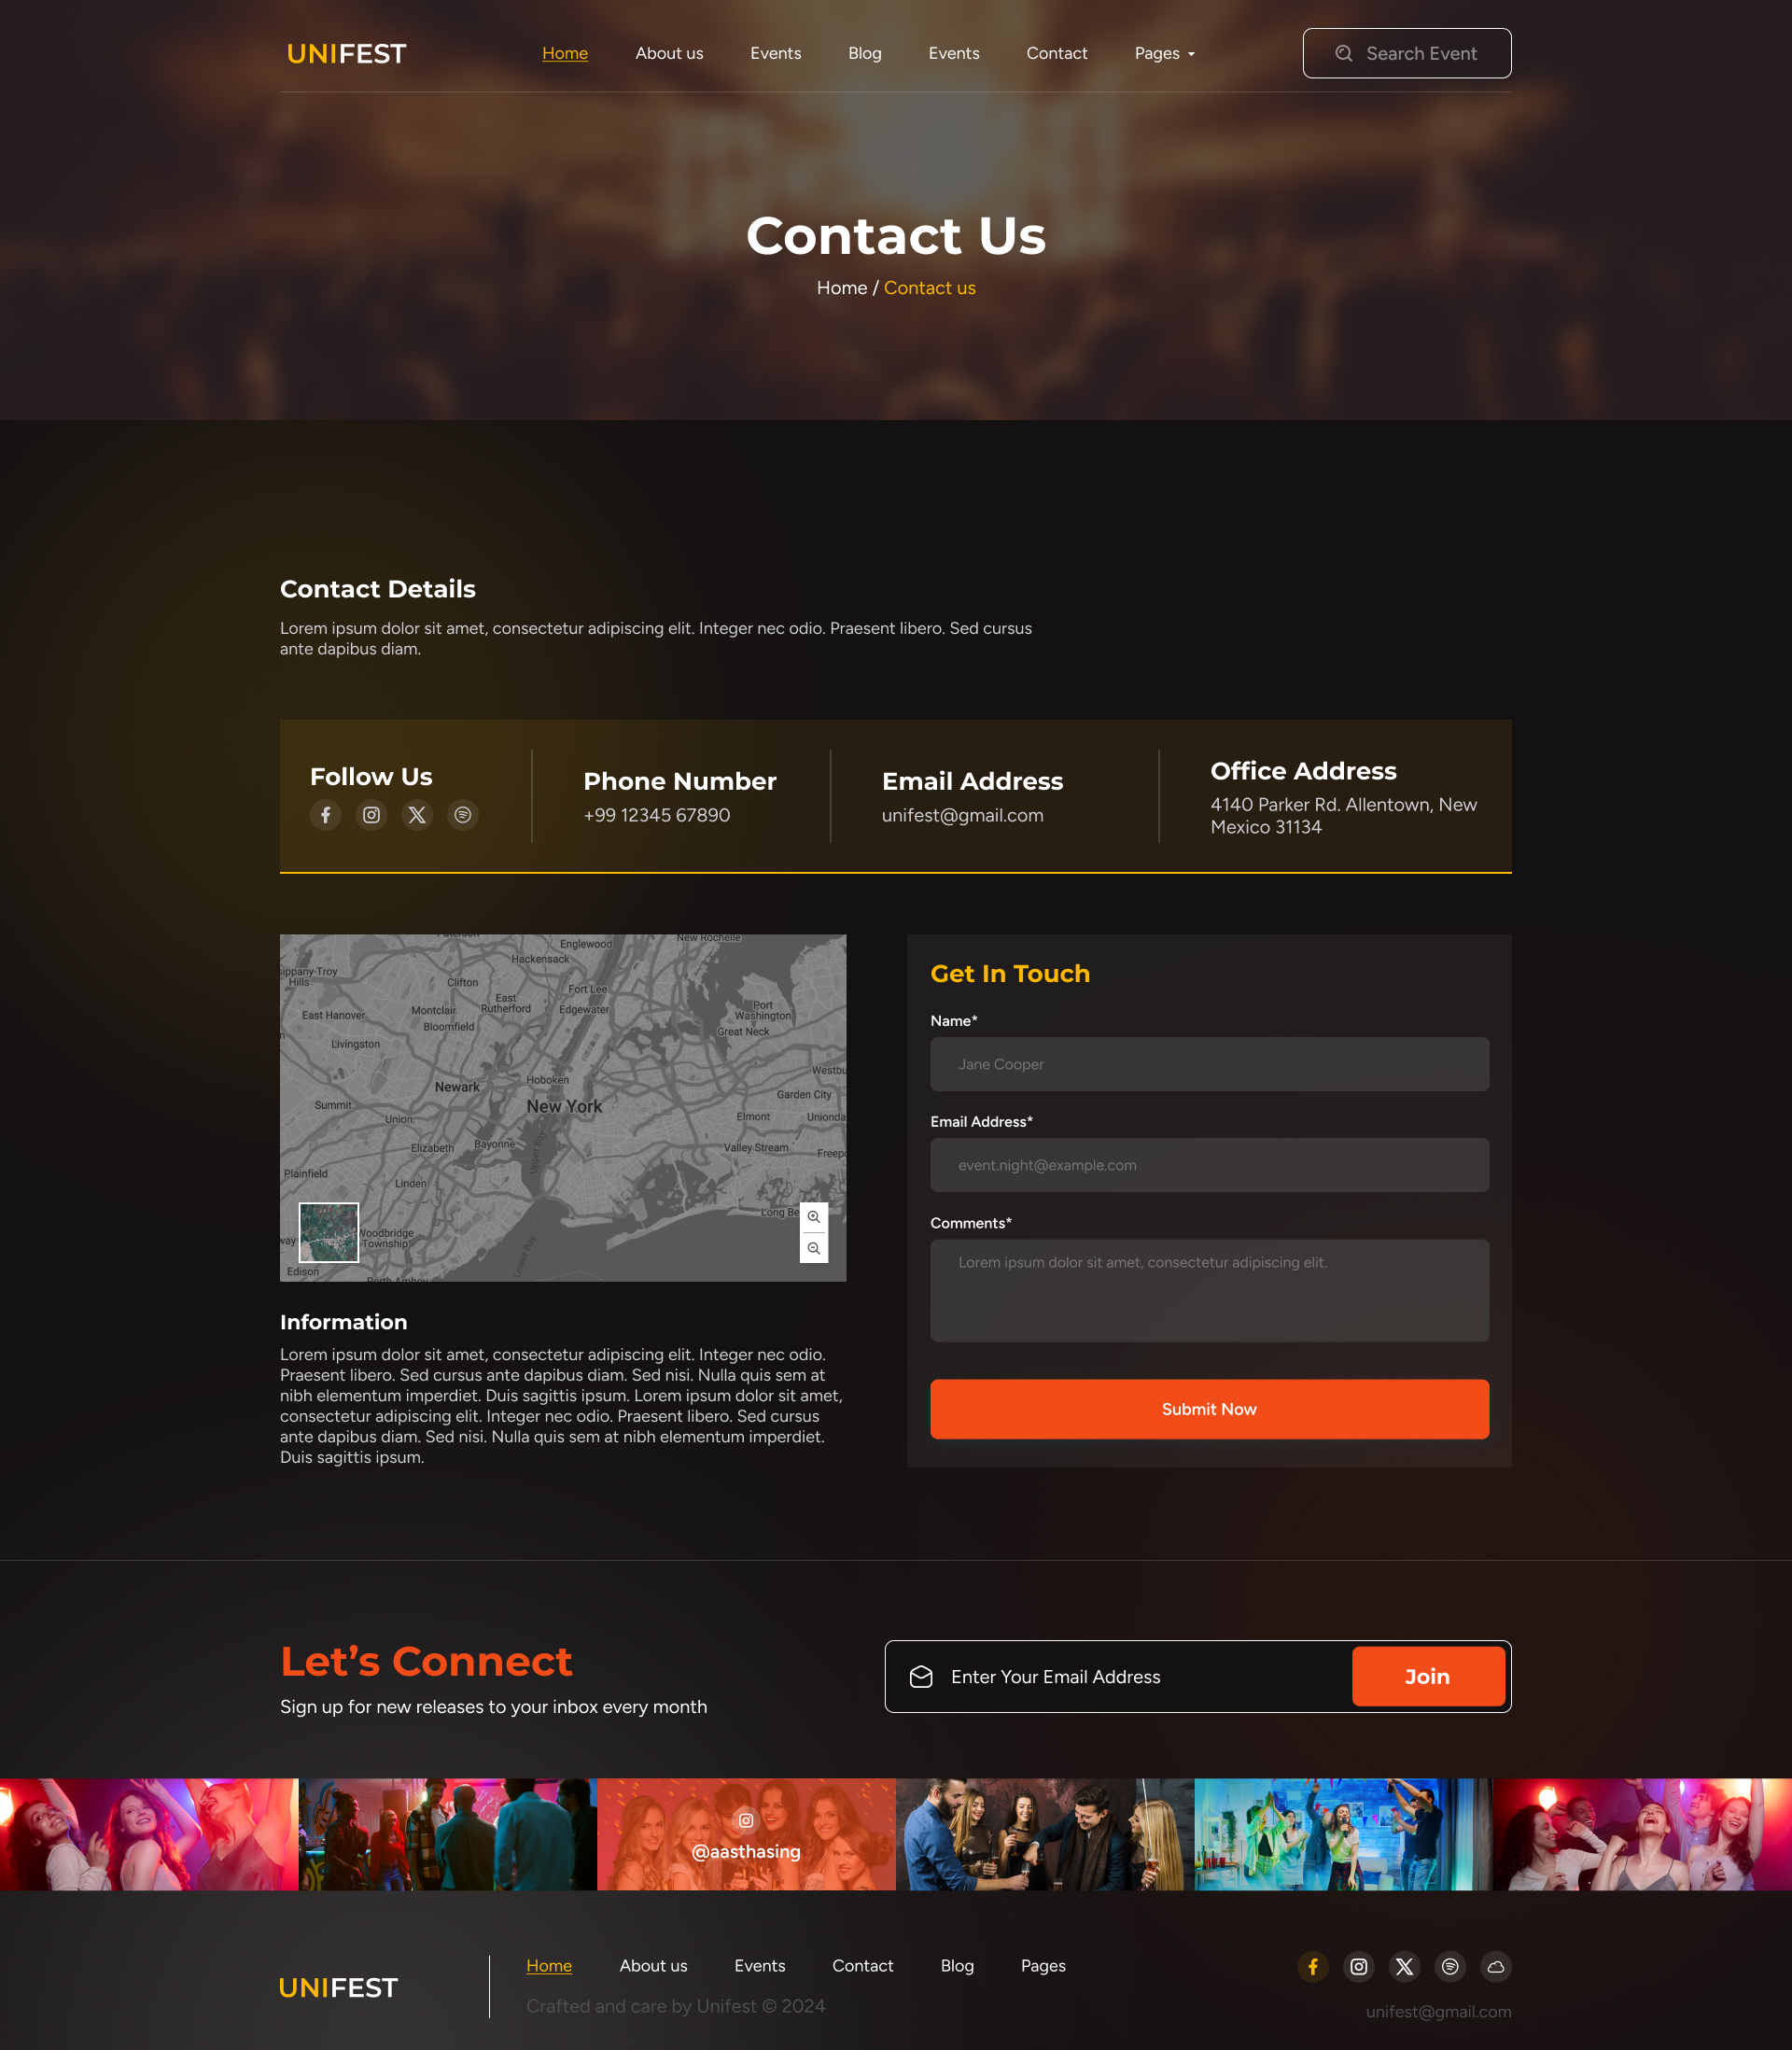 UNIFEST
Home
About us
Events
Blog
Events
Contact
Pages
Search Event
Contact Us
Home / Contact us
Contact Details
Lorem ipsum dolor sit amet, consectetur adipiscing elit. Integer nec odio. Praesent libero. Sed cursus
ante dapibus diam.
Follow Us
Phone Number
+99 12345 67890
Email Address
unifest@gmail.com
Office Address
4140 Parker Rd. Allentown, New
Mexico 31134
Englewood
New Rochelle
Hackensack
sippany-Troy
Hills
Clifton
Fort Lee
East
Rutherford
Port
Washington
East Hanover
Montclair
Edgewater
Bloomfield
Great Neck
Livingston
Westbu
Newark
Hoboken
Garden City
Summit
New York
Union
Elmont
Unionda
Elizabeth
Bayonne
Upper Bay
Valley Stream
Freepo
Plainfield
Linden
Long Be
way
Woodbridge
Township
Lower Bay
Edison
Perth Amboy
Information
Lorem ipsum dolor sit amet, consectetur adipiscing elit. Integer nec odio.
Praesent libero. Sed cursus ante dapibus diam. Sed nisi. Nulla quis sem at
nibh elementum imperdiet. Duis sagittis ipsum. Lorem ipsum dolor sit amet,
consectetur adipiscing elit. Integer nec odio. Praesent libero. Sed cursus
ante dapibus diam. Sed nisi. Nulla quis sem at nibh elementum imperdiet.
Duis sagittis ipsum.
Get In Touch
Name*
Jane Cooper
Email Address*
event.night@example.com
Comments*
Lorem ipsum dolor sit amet, consectetur adipiscing elit.
Submit Now
Let’s Connect
Sign up for new releases to your inbox every month
Enter Your Email Address
Join
@aasthasing
UNIFEST
Home
About us
Events
Contact
Blog
Pages
Crafted and care by Unifest © 2024
unifest@gmail.com